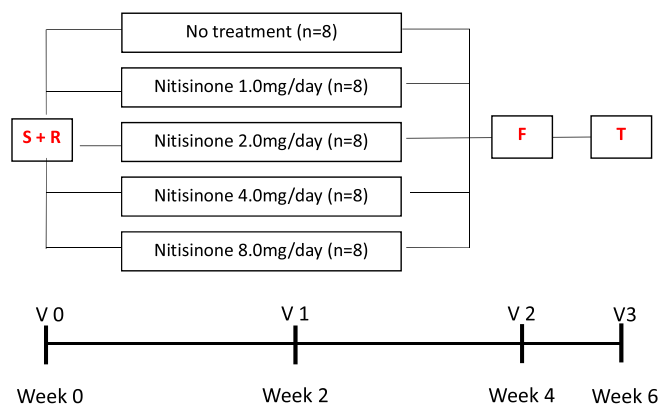 No treatment (n=8)
Nitisinone 1.0mg/day (n=8)
S + R
Nitisinone 2.0mg/day (n=8)
F
T
Nitisinone 4.0mg/day (n=8)
Nitisinone 8.0mg/day (n=8)
V 0
V 1
V 2
V3
Week 0
Week 2
Week 4
Week 6